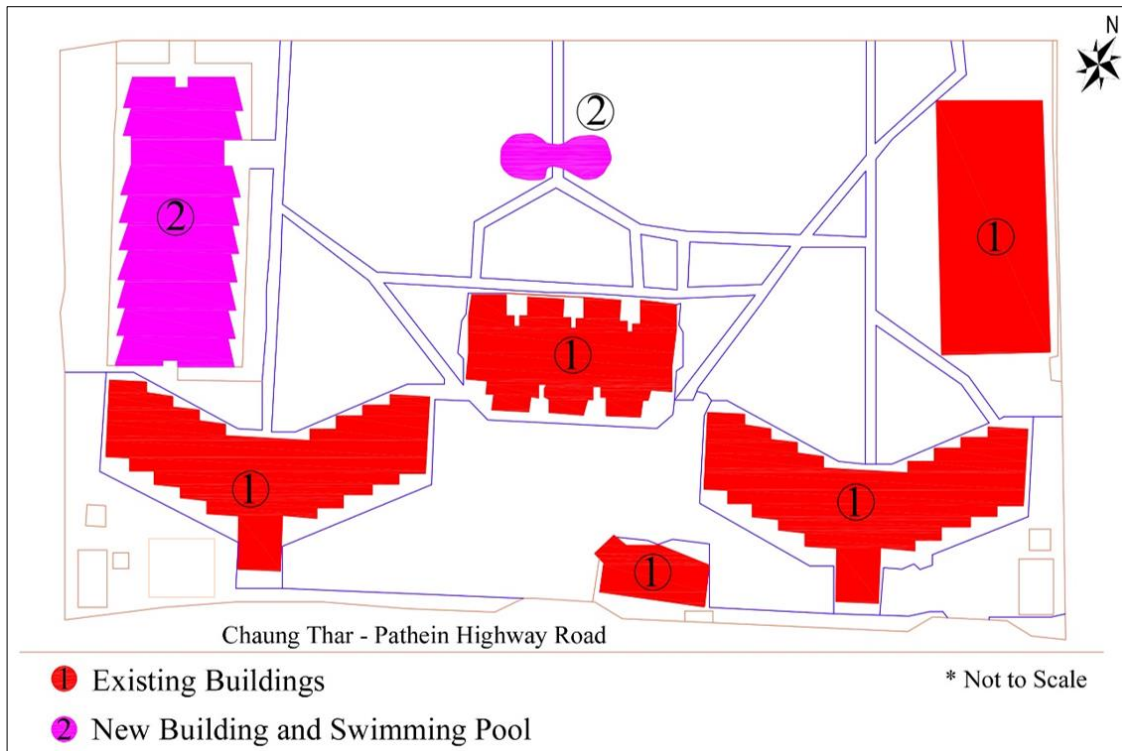 N
2
2
1
1
1
1
1
Chaung Thar - Pathein Highway Road
1 Existing Buildings
* Not to Scale
2 New Building and Swimming Pool